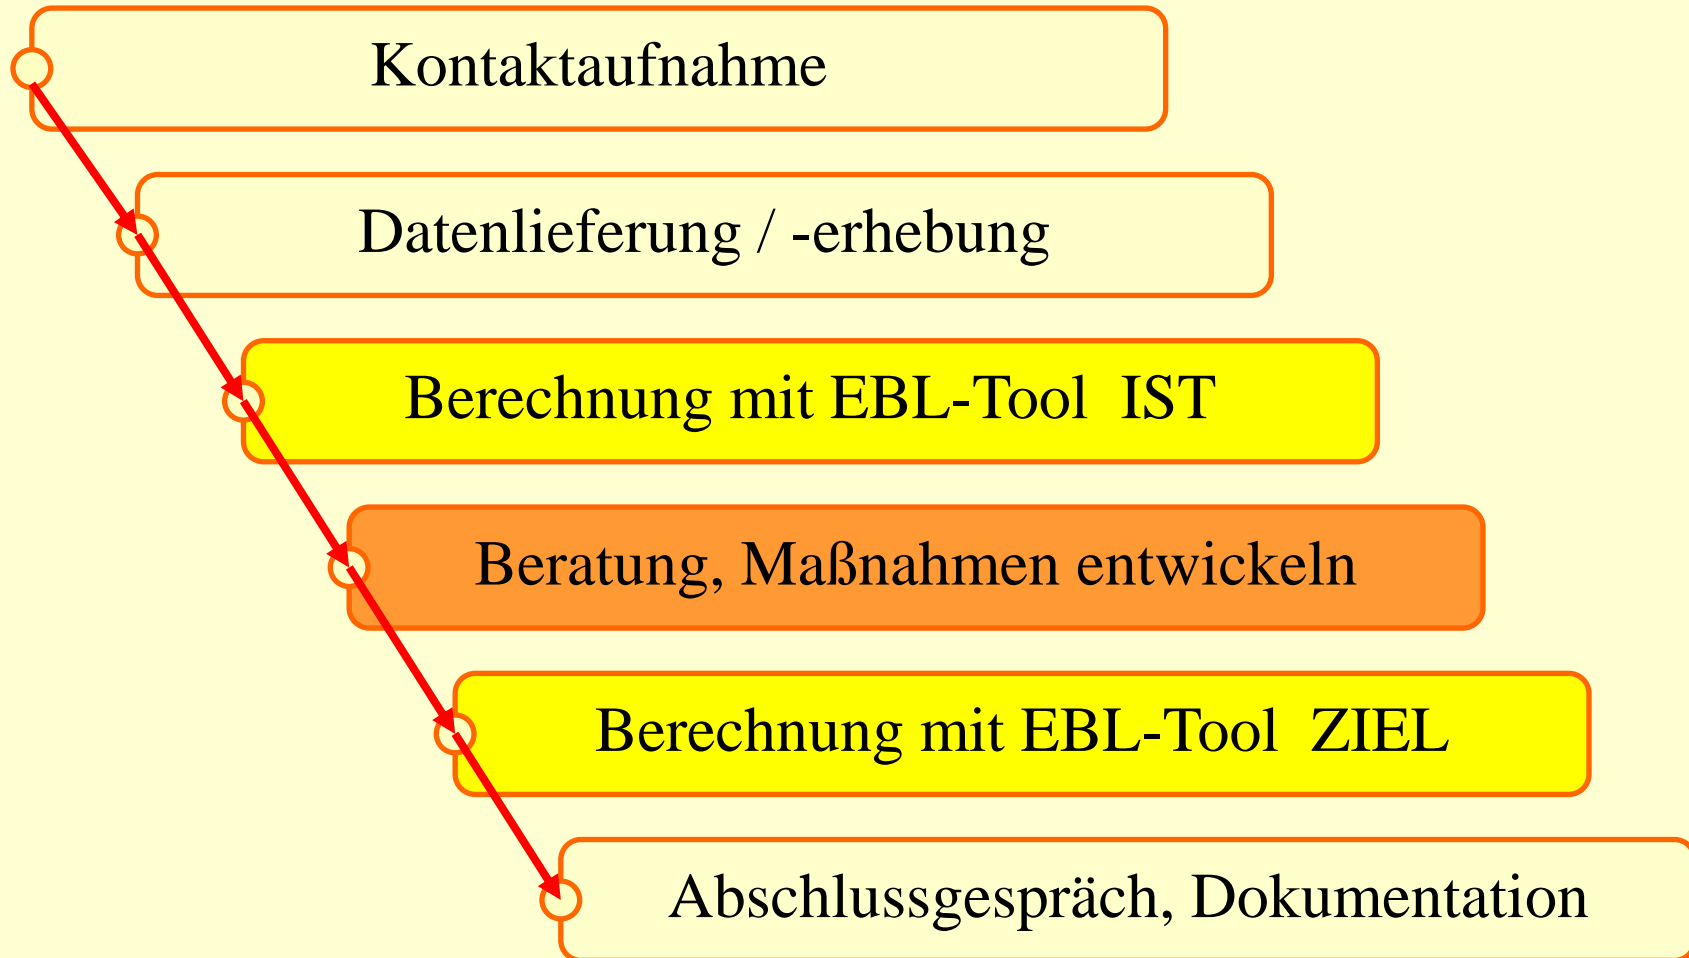 Kontaktaufnahme
Datenlieferung / -erhebung
Berechnung mit EBL-Tool  IST
Beratung, Maßnahmen entwickeln
Berechnung mit EBL-Tool  ZIEL
Abschlussgespräch, Dokumentation